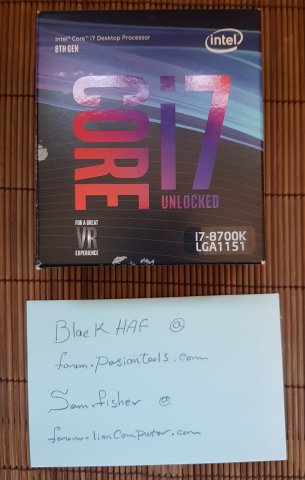 intel® Core™ i7 Desktop Processor
8TH GEN
intel
CORE i7
UNLOCKED
FOR A GREAT
VR
EXPERIENCE
i7-8700K
LGA1151
Black HAF @
forum.persiantools.com
Sam.fisher @
forum.lioncomputer.com